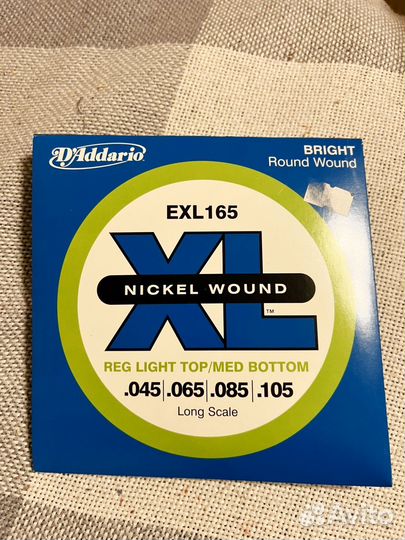 D'Addario
BRIGHT
Round Wound
EXL165
XL
NICKEL WOUND
TM
REG LIGHT TOP/MED BOTTOM
.045 .065 .085 .105
Long Scale
Avito